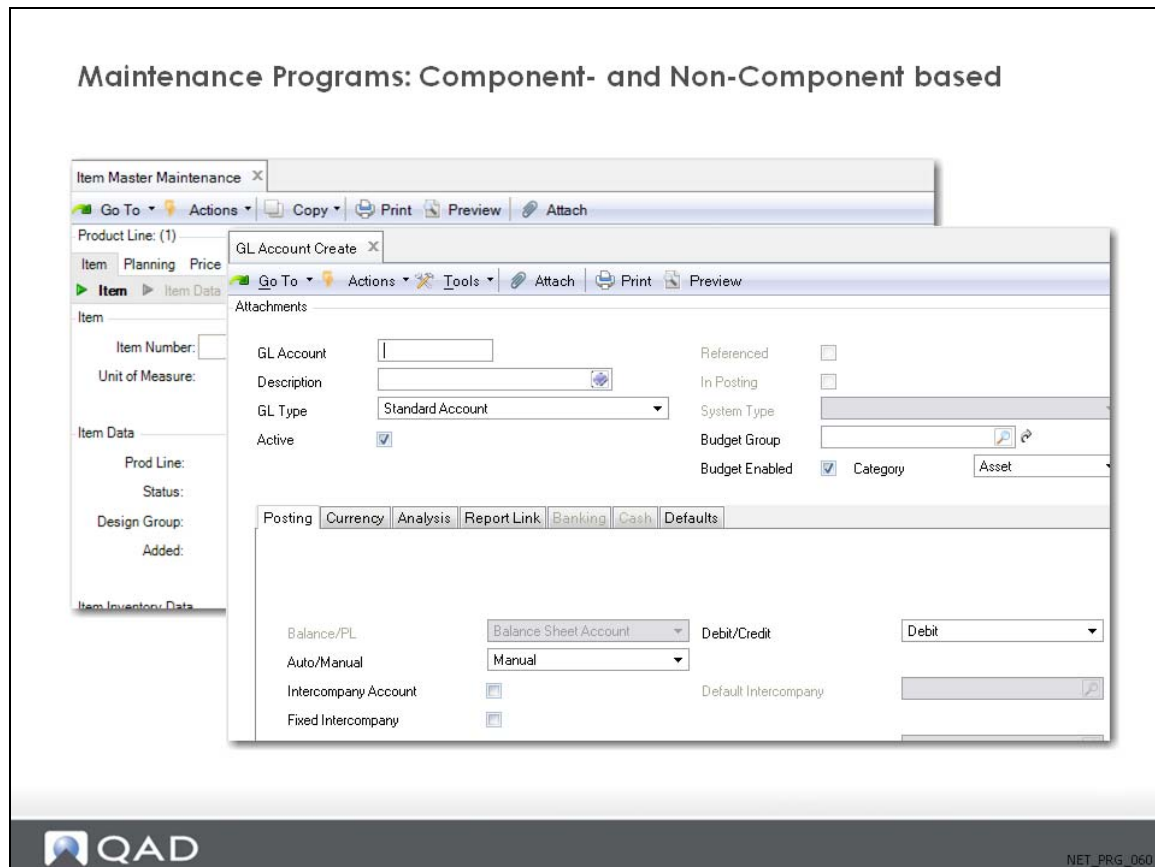 Maintenance Programs: Component- and Non-Component based
Item Master Maintenance
Go To Actions Copy Print Preview Attach
Product Line: (1)
Item Planning Price
Item Item Data
Item
Item Number:
Unit of Measure:
Item Data
Prod Line:
Status:
Design Group:
Added:
Item Inventory Data
GL Account Create
Go To Actions Tools Attach Print Preview
Attachments
GL Account Referenced
Description In Posting
GL Type Standard Account System Type
Active Budget Group
Budget Enabled Category Asset
Posting Currency Analysis Report Link Banking Cash Defaults
Balance/PL Balance Sheet Account Debit/Credit Debit
Auto/Manual Manual
Intercompany Account Default Intercompany
Fixed Intercompany
QAD
NET_PRG_060